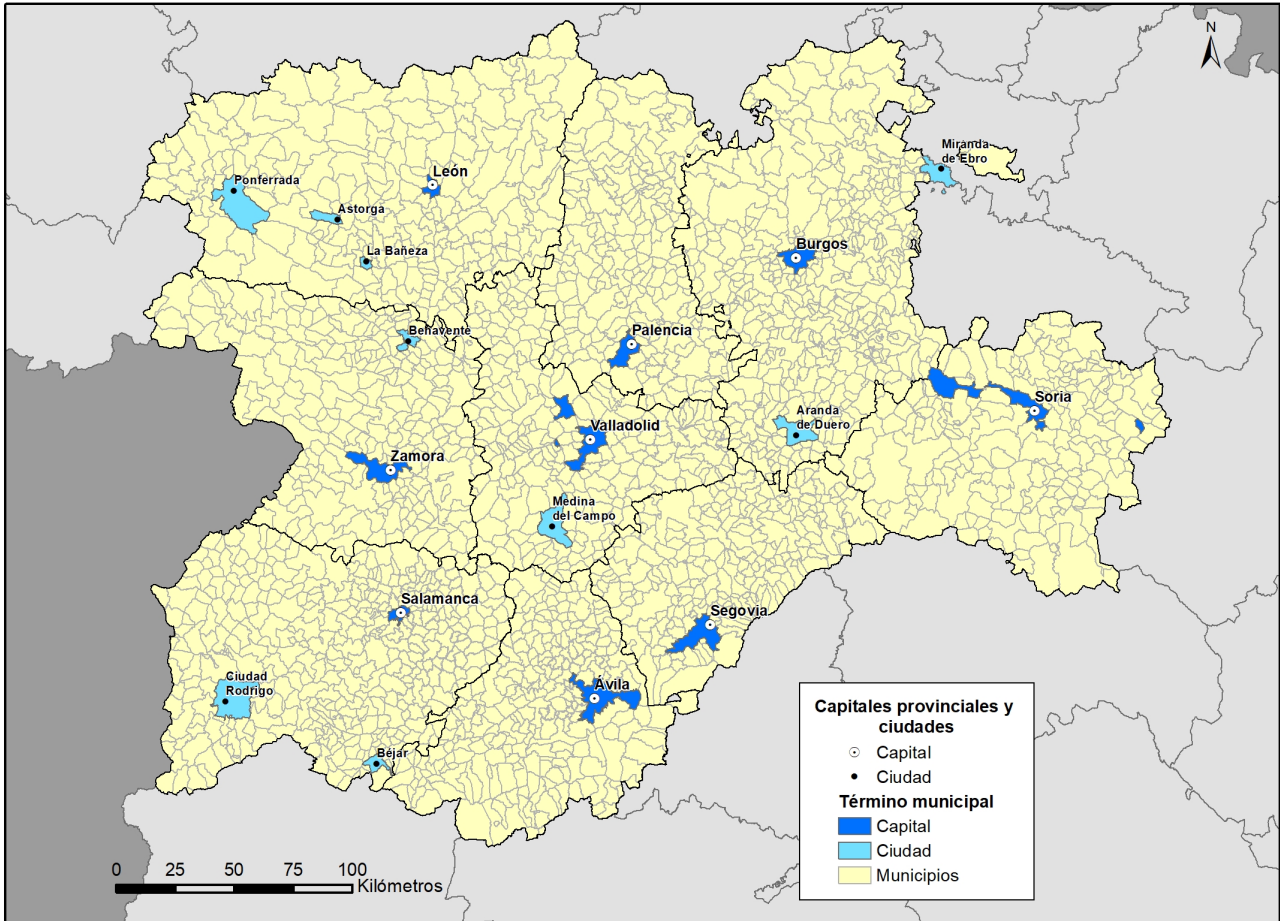 N
Miranda
de Ebro
León
Ponferrada
Astorga
La Bañeza
Burgos
Benavente
Palencia
Soria
Aranda
de Duero
Valladolid
Zamora
Medina
del Campo
Salamanca
Segovia
Ciudad
Rodrigo
Ávila
Béjar
Capitales provinciales y
ciudades
Capital
Ciudad
Término municipal
Capital
Ciudad
Municipios
0 25 50 75 100
Kilómetros